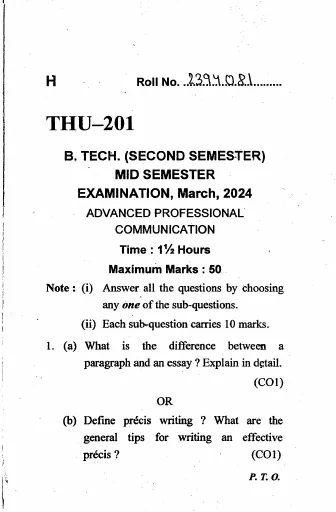 H Roll No. ..2394081.........
THU–201
B. TECH. (SECOND SEMESTER)
MID SEMESTER
EXAMINATION, March, 2024
ADVANCED PROFESSIONAL
COMMUNICATION
Time : 1½ Hours
Maximum Marks : 50
Note : (i) Answer all the questions by choosing
any one of the sub-questions.
(ii) Each sub-question carries 10 marks.
1. (a) What is the difference between a
paragraph and an essay ? Explain in detail.
(CO1)
OR
(b) Define précis writing ? What are the
general tips for writing an effective
précis ? (CO1)
P. T. O.